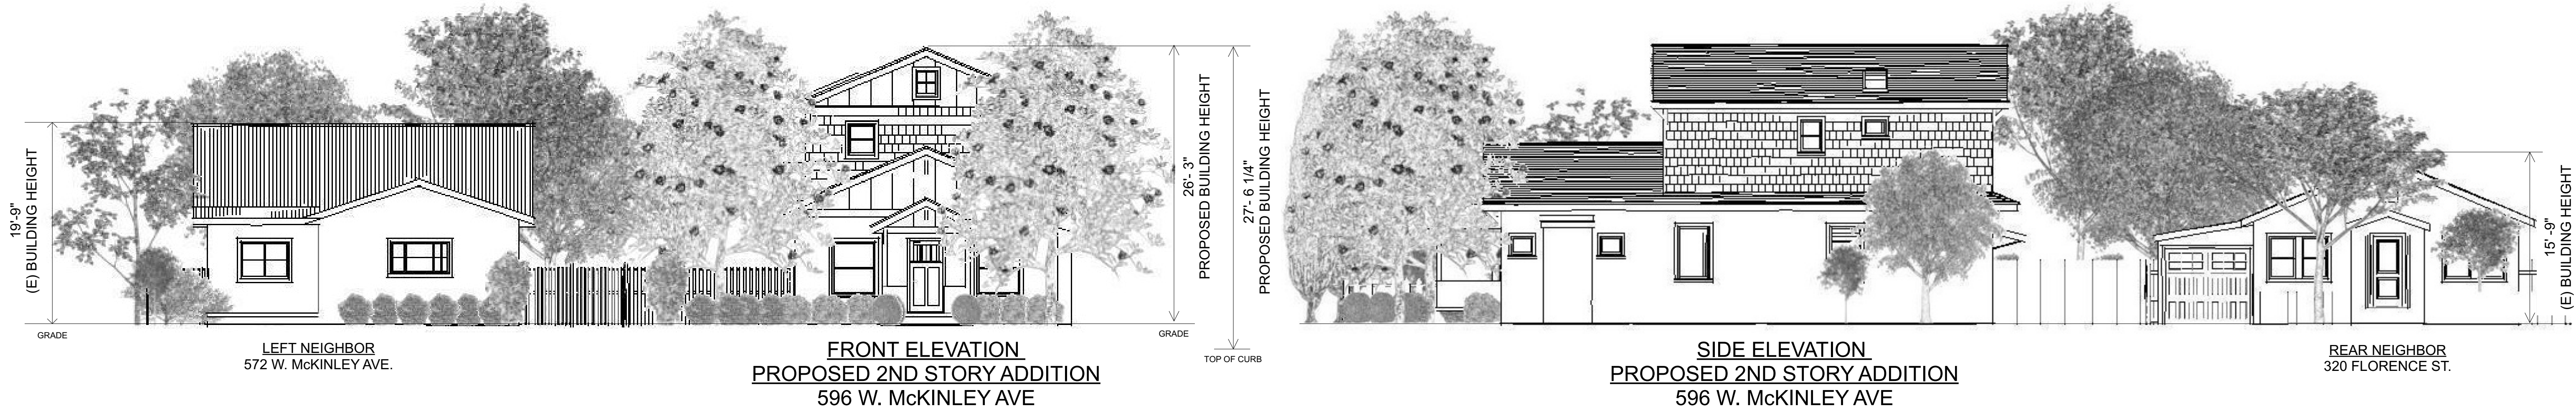 19'-9"
(E) BUILDING HEIGHT
GRADE
LEFT NEIGHBOR
572 W. McKINLEY AVE.
FRONT ELEVATION
PROPOSED 2ND STORY ADDITION
596 W. McKINLEY AVE
26'- 3"
PROPOSED BUILDING HEIGHT
GRADE
27'- 6 1/4"
PROPOSED BUILDING HEIGHT
TOP OF CURB
SIDE ELEVATION
PROPOSED 2ND STORY ADDITION
596 W. McKINLEY AVE
REAR NEIGHBOR
320 FLORENCE ST.
15' -9"
(E) BUILDING HEIGHT